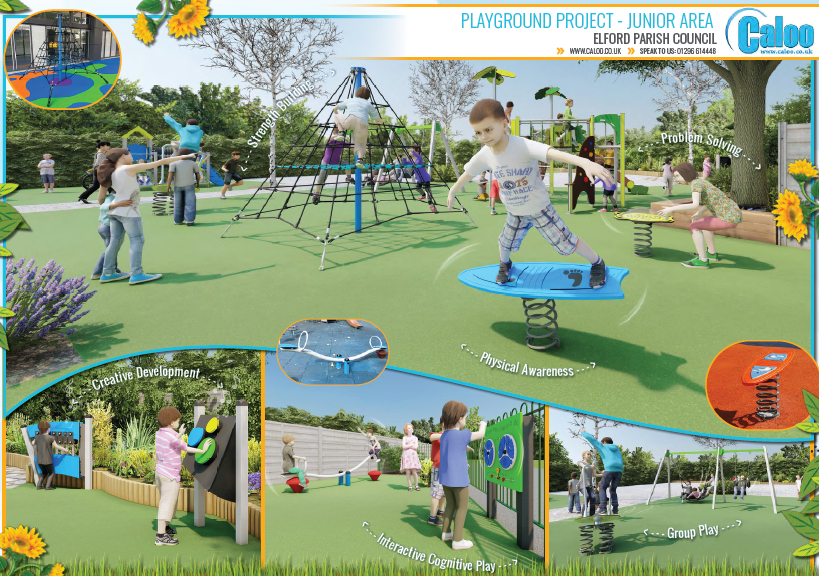 PLAYGROUND PROJECT - JUNIOR AREA
ELFORD PARISH COUNCIL
WWW.CALOO.CO.UK SPEAK TO US: 01296 614448
Caloo
www.caloo.co.uk
Strength Building
Problem Solving
Physical Awareness
Creative Development
Interactive Cognitive Play
Group Play